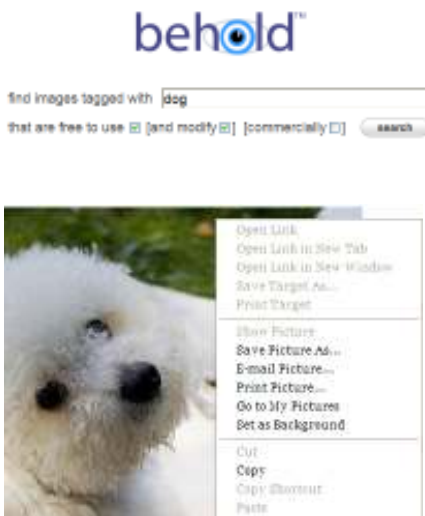 behold™
find images tagged with dog
that are free to use [and modify] [commercially] search
Open Link
Open Link in New Tab
Open Link in New Window
Save Target As...
Print Target
Show Picture
Save Picture As...
E-mail Picture...
Print Picture...
Go to My Pictures
Set as Background
Cut
Copy
Copy Shortcut
Paste